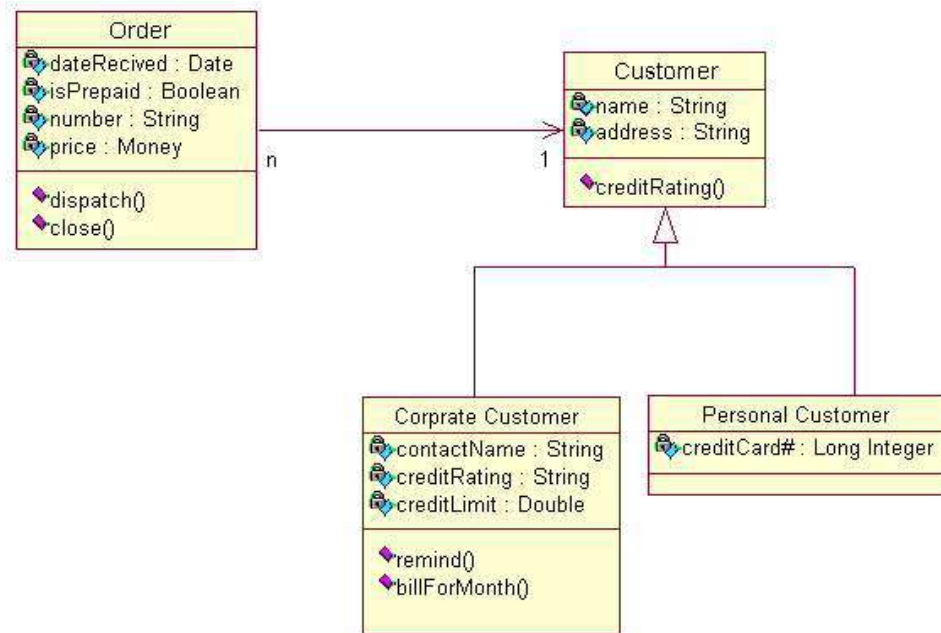 Order
dateRecived : Date
isPrepaid : Boolean
number : String
price : Money
dispatch()
close()
n
1
Customer
name : String
address : String
creditRating()
Corprate Customer
contactName : String
creditRating : String
creditLimit : Double
remind()
billForMonth()
Personal Customer
creditCard# : Long Integer